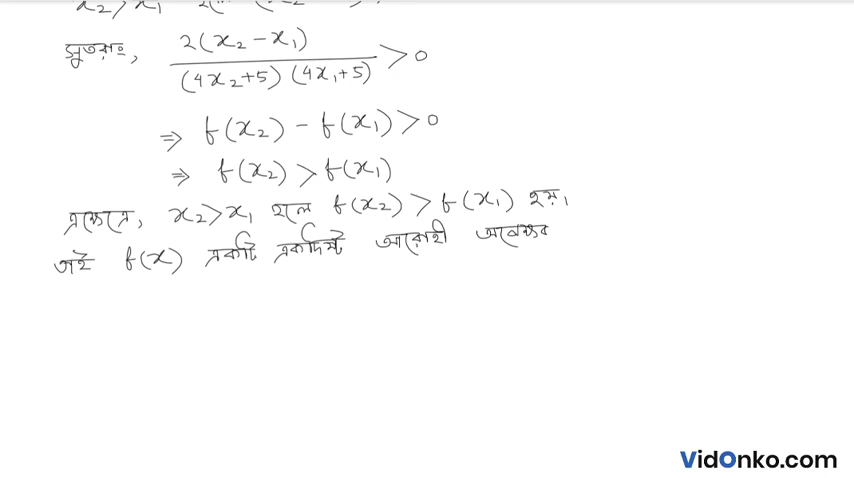 সুতরাং, 2(x₂-x₁)/(4x₂+5)(4x₁+5) > 0
⇒ f(x₂) - f(x₁) > 0
⇒ f(x₂) > f(x₁)
এক্ষেত্রে, x₂>x₁ হলে f(x₂) > f(x₁) হয়।
তাই f(x) একটি একদিষ্ট আরোহী অপেক্ষক
VidOnko.com